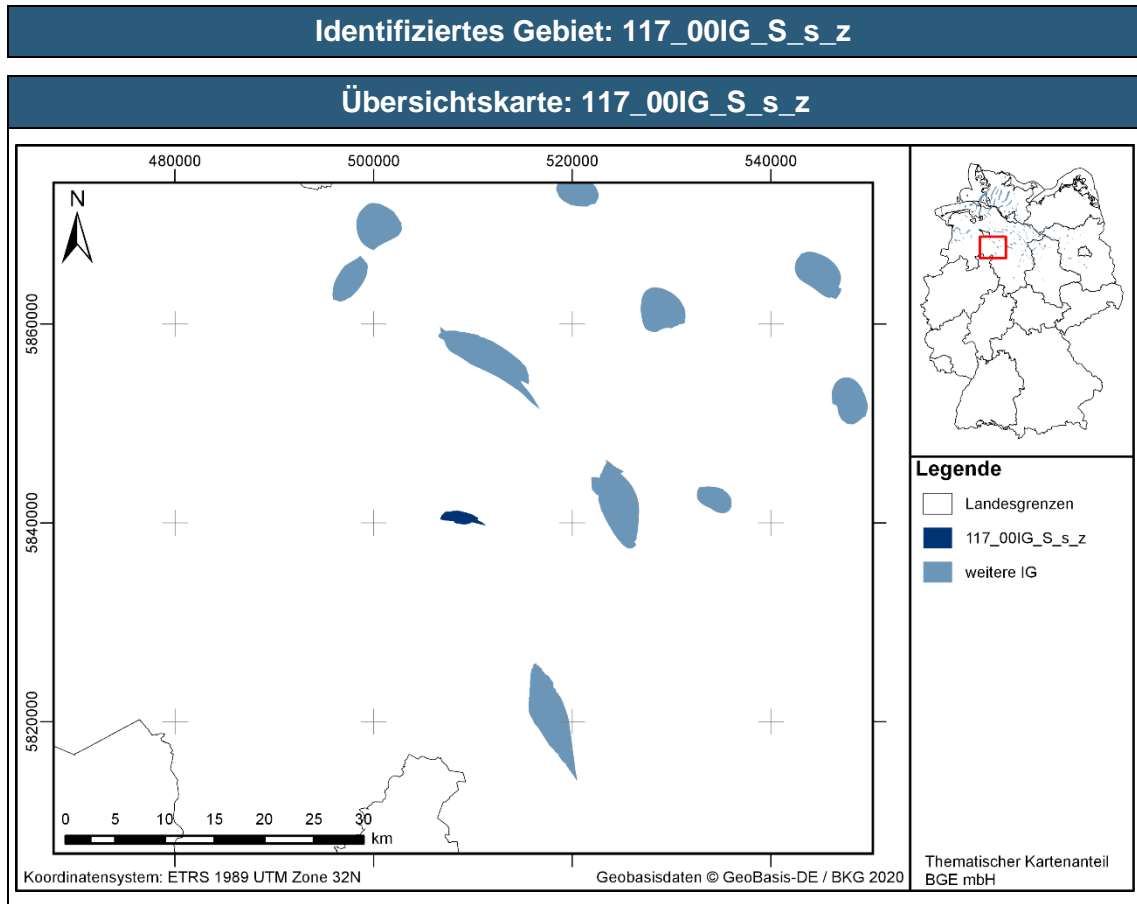 Identifiziertes Gebiet: 117_00IG_S_s_z
Übersichtskarte: 117_00IG_S_s_z
480000 500000 520000 540000
N
5860000
5840000
5820000
0 5 10 15 20 25 30
km
Koordinatensystem: ETRS 1989 UTM Zone 32N
Geobasisdaten © GeoBasis-DE / BKG 2020
Legende
Landesgrenzen
117_00IG_S_s_z
weitere IG
Thematischer Kartenanteil
BGE mbH